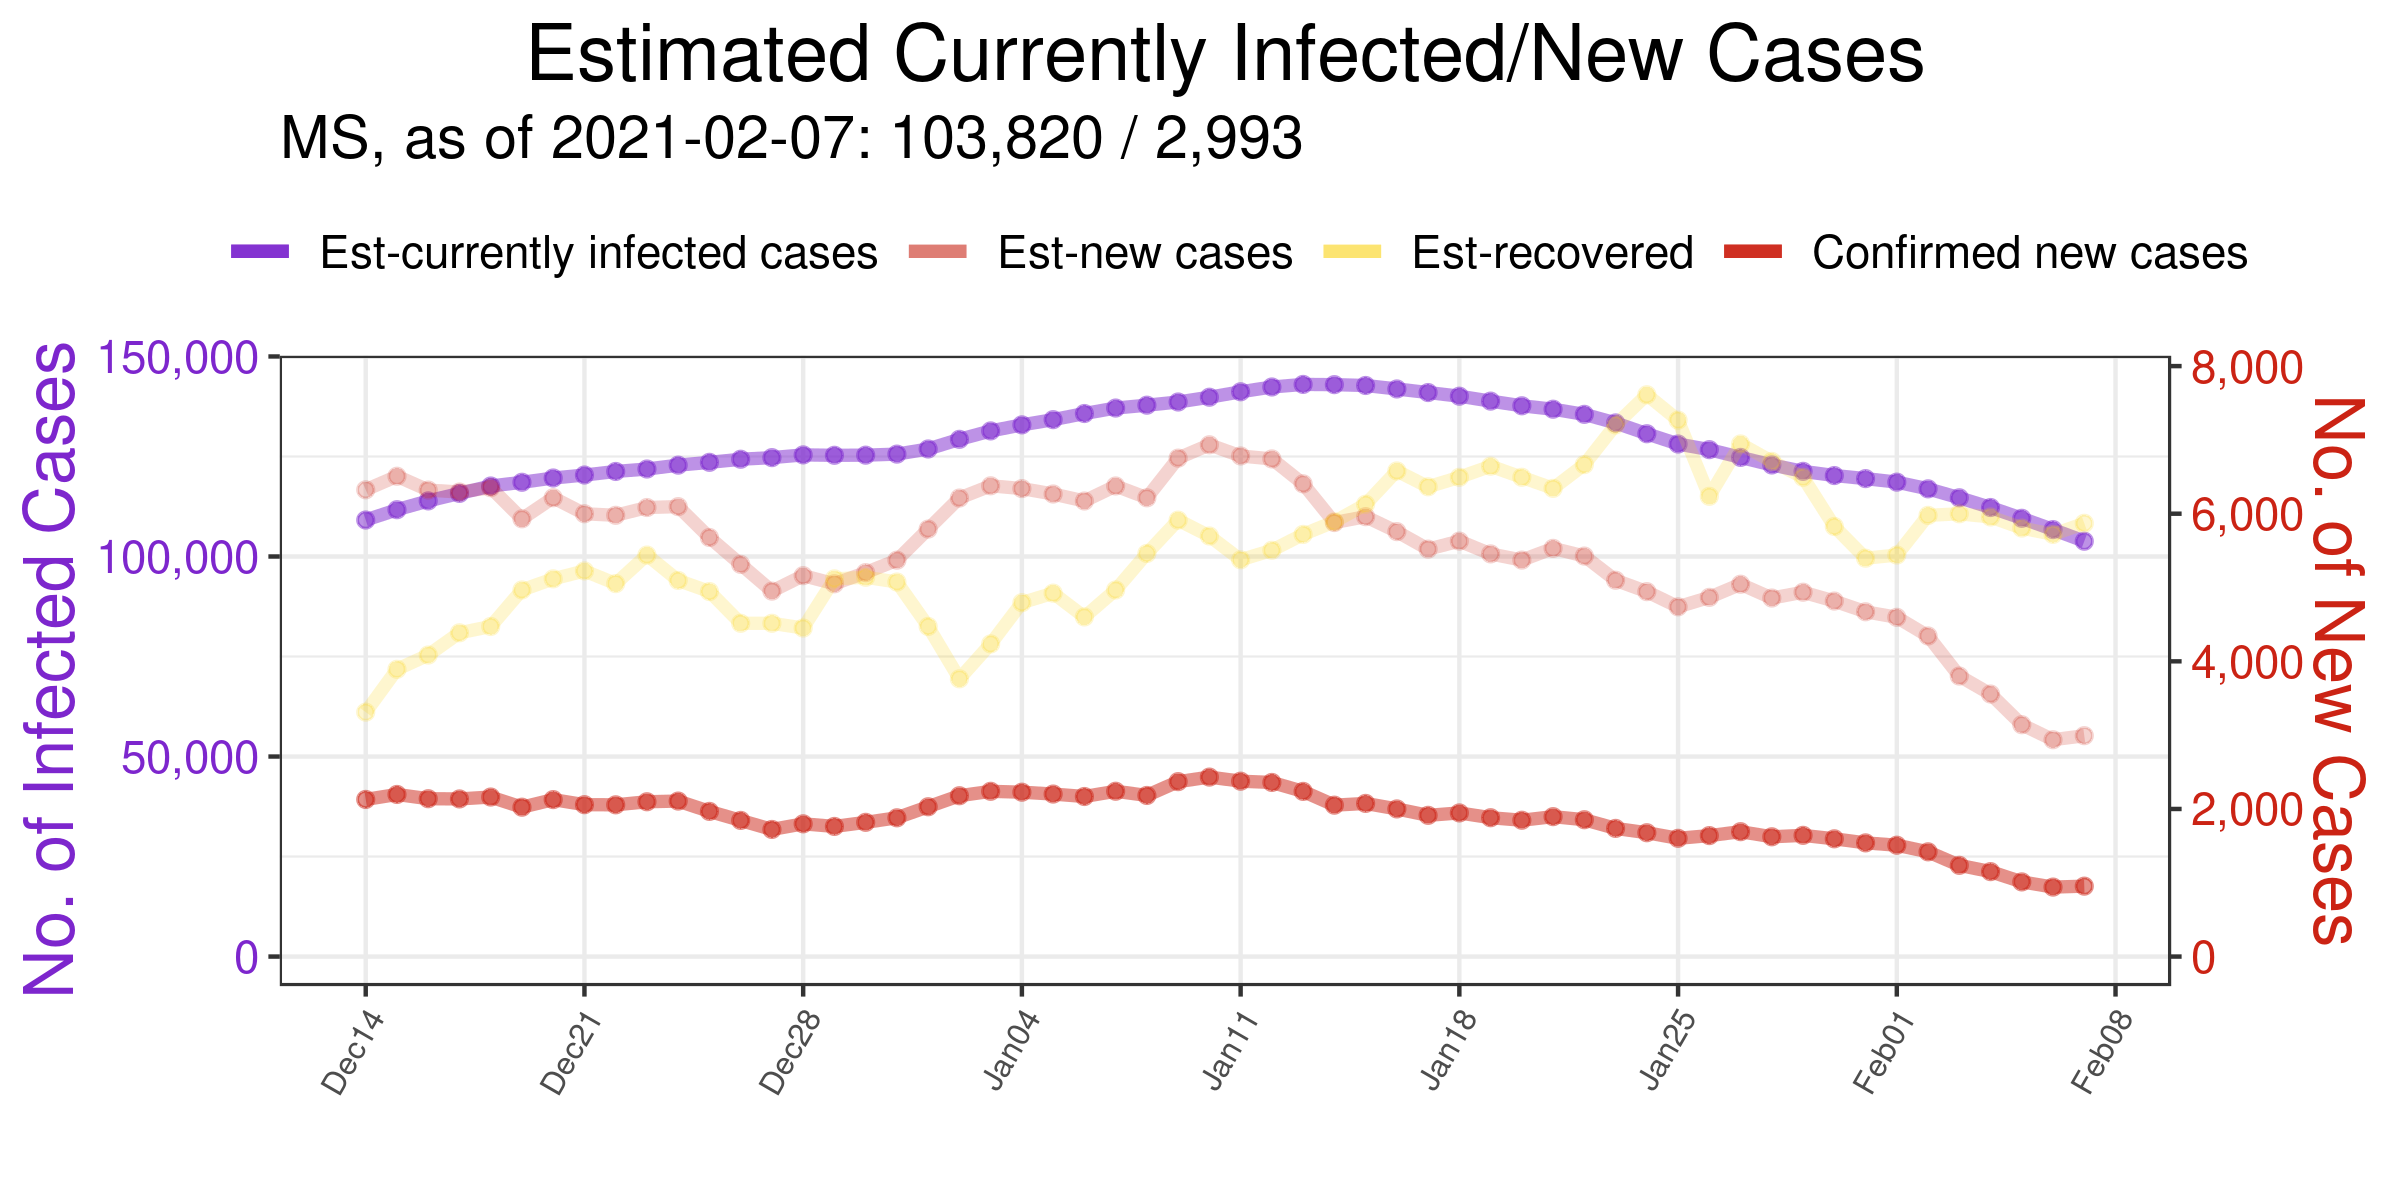 Estimated Currently Infected/New Cases
MS, as of 2021-02-07: 103,820 / 2,993
Est-currently infected cases Est-new cases Est-recovered Confirmed new cases
No. of Infected Cases
150,000
100,000
50,000
0
8,000
6,000
4,000
2,000
0
No. of New Cases
Dec14 Dec21 Dec28 Jan04 Jan11 Jan18 Jan25 Feb01 Feb08